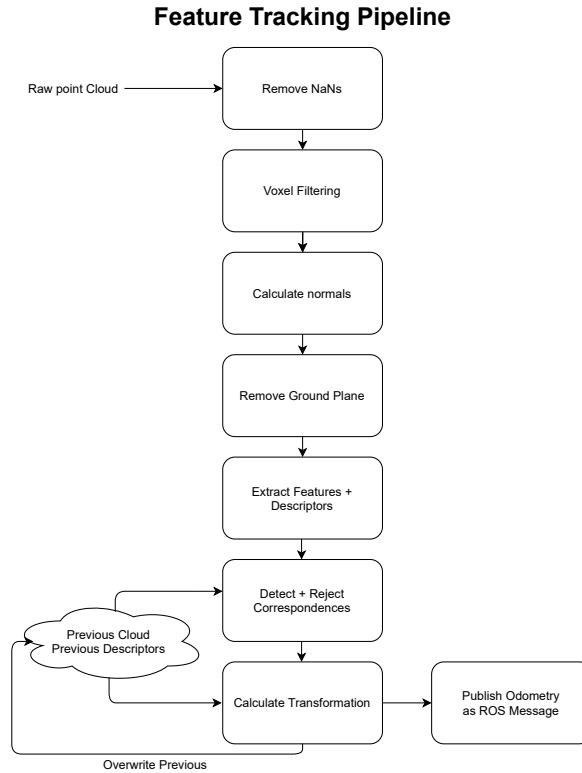 Feature Tracking Pipeline
Raw point Cloud
Remove NaNs
Voxel Filtering
Calculate normals
Remove Ground Plane
Extract Features +
Descriptors
Detect + Reject
Correspondences
Previous Cloud
Previous Descriptors
Calculate Transformation
Publish Odometry
as ROS Message
Overwrite Previous